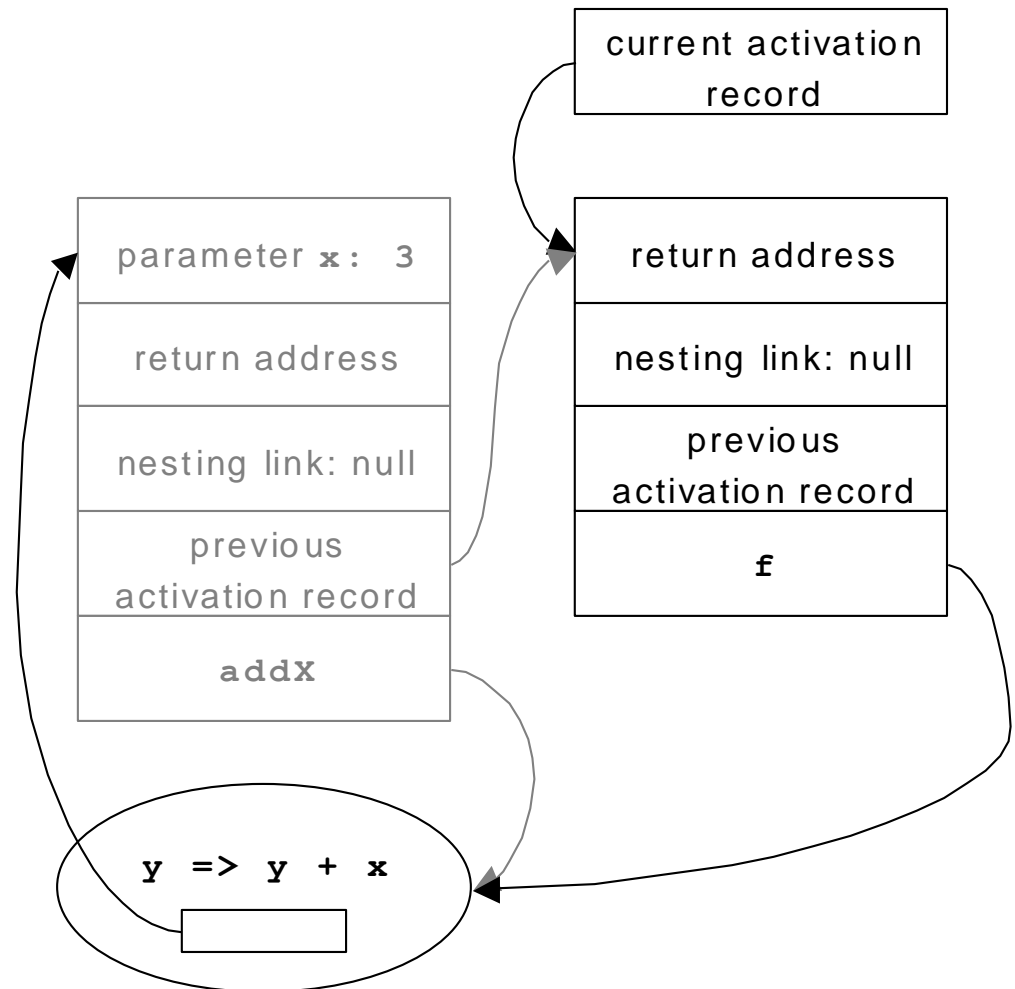 current activation
record
parameter x: 3
return address
nesting link: null
previous
activation record
addX
return address
nesting link: null
previous
activation record
f
y => y + x